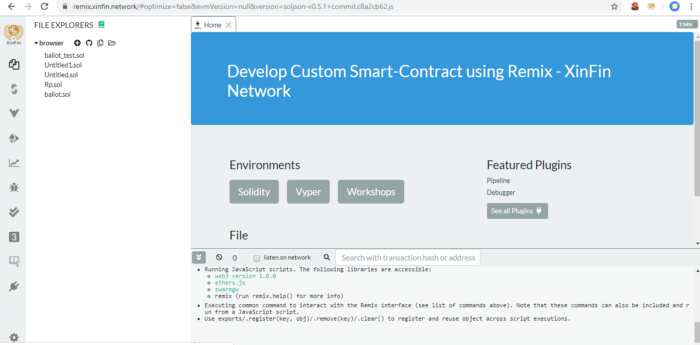 remix.xinfin.network/#optimize=false&evmVersion=null&version=soljson-v0.5.1+commit.c8a2cb62.js
XinFin
FILE EXPLORERS
browser
ballot_test.sol
Untitled1.sol
Untitled.sol
Rp.sol
ballot.sol
Home
1 tabs
Develop Custom Smart-Contract using Remix - XinFin
Network
Environments
Solidity
Vyper
Workshops
Featured Plugins
Pipeline
Debugger
See all Plugins
File
0
listen on network
Search with transaction hash or address
Running JavaScript scripts. The following libraries are accessible:
web3 version 1.0.0
ethers.js
swarmgw
remix (run remix.help() for more info)
Executing common command to interact with the Remix interface (see list of commands above). Note that these commands can also be included and r
un from a JavaScript script.
Use exports/.register(key, obj)/.remove(key)/.clear() to register and reuse object across script executions.